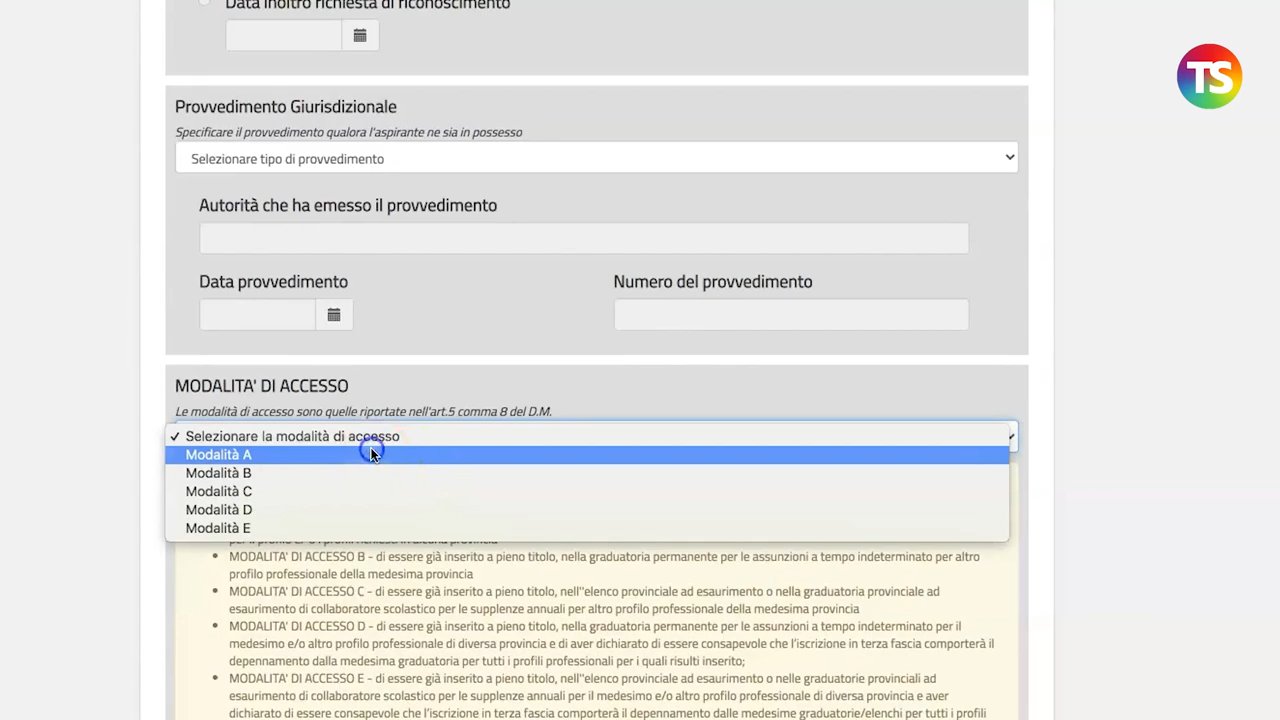 Data inoltro richiesta di riconoscimento
TS
Provvedimento Giurisdizionale
Specificare il provvedimento qualora l'aspirante ne sia in possesso
Selezionare tipo di provvedimento
Autorità che ha emesso il provvedimento
Data provvedimento
Numero del provvedimento
MODALITA' DI ACCESSO
Le modalità di accesso sono quelle riportate nell'art.5 comma 8 del D.M.
✓ Selezionare la modalità di accesso
Modalità A
Modalità B
Modalità C
Modalità D
Modalità E
MODALITA' DI ACCESSO B - di essere già inserito a pieno titolo, nella graduatoria permanente per le assunzioni a tempo indeterminato per altro
profilo professionale della medesima provincia
MODALITA' DI ACCESSO C - di essere già inserito a pieno titolo, nell''elenco provinciale ad esaurimento o nella graduatoria provinciale ad
esaurimento di collaboratore scolastico per le supplenze annuali per altro profilo professionale della medesima provincia
MODALITA' DI ACCESSO D - di essere già inserito a pieno titolo, nella graduatoria permanente per le assunzioni a tempo indeterminato per il
medesimo e/o altro profilo professionale di diversa provincia e di aver dichiarato di essere consapevole che l'iscrizione in terza fascia comporterà il
depennamento dalla medesima graduatoria per tutti i profili professionali per i quali risulti inserito;
MODALITA' DI ACCESSO E - di essere già inserito a pieno titolo, nell''elenco provinciale ad esaurimento o nelle graduatorie provinciali ad
esaurimento di collaboratore scolastico per le supplenze annuali per il medesimo e/o altro profilo professionale di diversa provincia e aver
dichiarato di essere consapevole che l'iscrizione in terza fascia comporterà il depennamento dalle medesime graduatorie/elenchi per tutti i profili